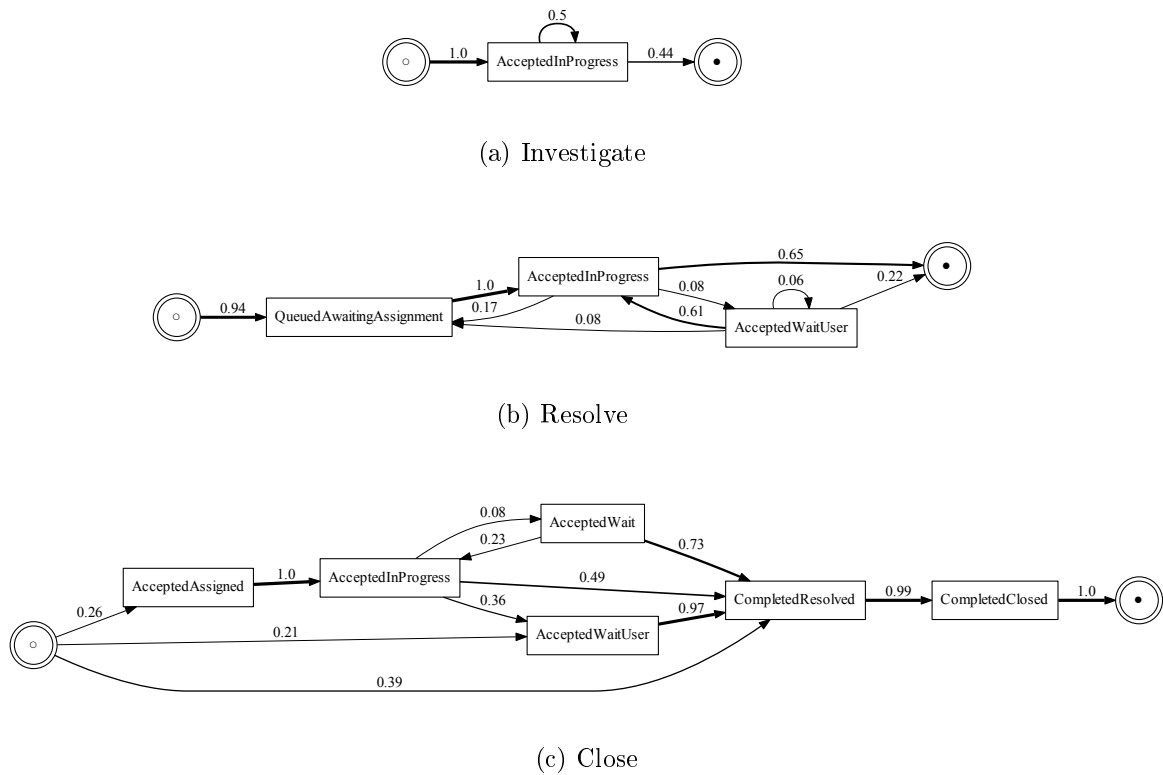 0.5
1.0
AcceptedInProgress
0.44
(a) Investigate
0.65
AcceptedInProgress
0.06
0.22
1.0
0.08
0.94
QueuedAwaitingAssignment
0.17
0.61
AcceptedWaitUser
0.08
(b) Resolve
0.08
AcceptedWait
0.23
0.73
AcceptedAssigned
1.0
AcceptedInProgress
0.49
CompletedResolved
0.99
CompletedClosed
1.0
0.26
0.36
0.97
AcceptedWaitUser
0.21
0.39
(c) Close